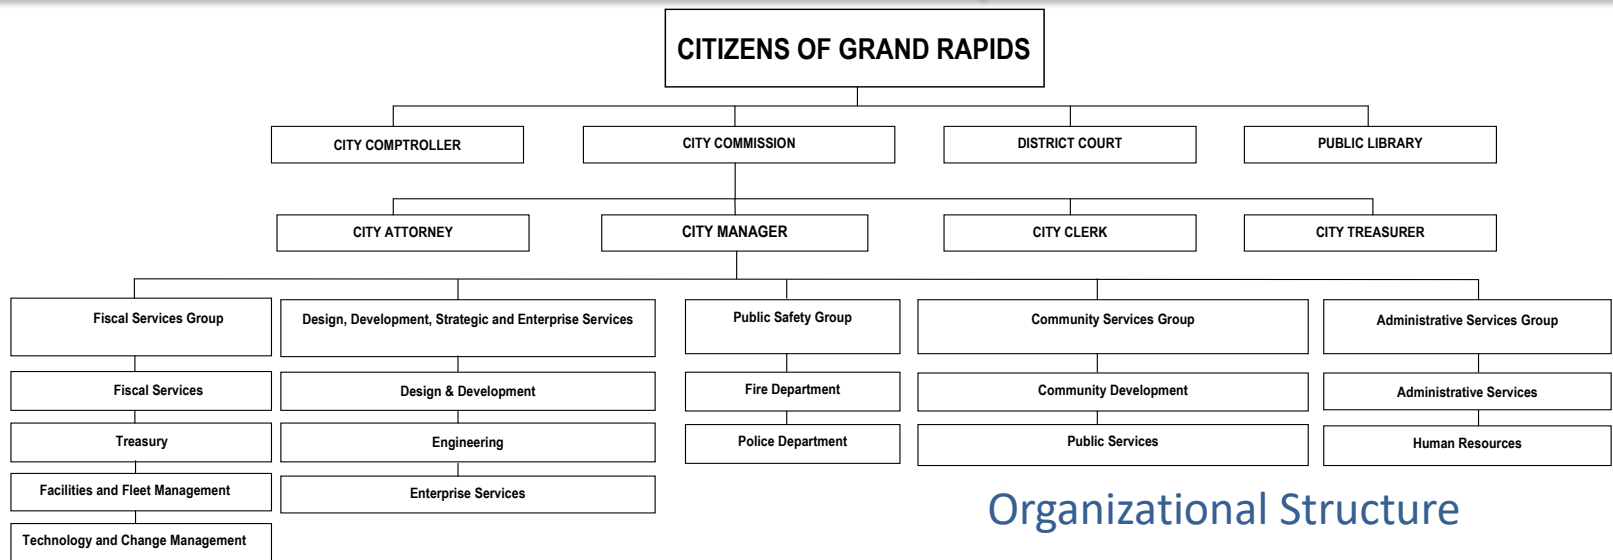 CITIZENS OF GRAND RAPIDS
CITY COMPTROLLER
CITY COMMISSION
DISTRICT COURT
PUBLIC LIBRARY
CITY ATTORNEY
CITY MANAGER
CITY CLERK
CITY TREASURER
Fiscal Services Group
Design, Development, Strategic and Enterprise Services
Public Safety Group
Community Services Group
Administrative Services Group
Fiscal Services
Design & Development
Fire Department
Community Development
Administrative Services
Treasury
Engineering
Police Department
Public Services
Human Resources
Facilities and Fleet Management
Enterprise Services
Organizational Structure
Technology and Change Management